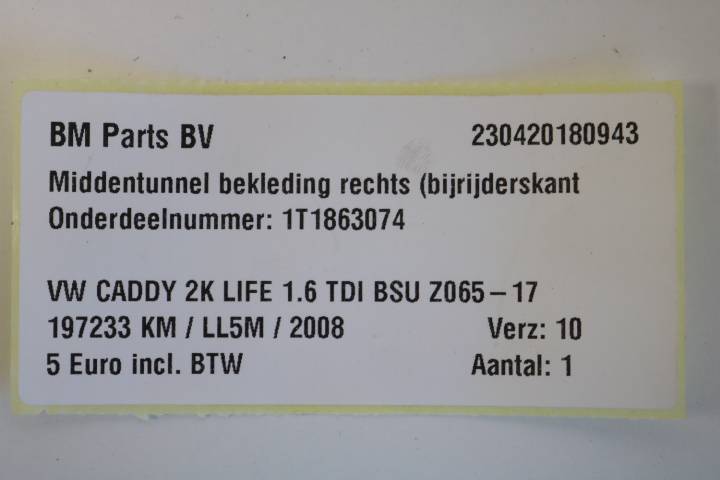 BM Parts BV 230420180943
Middentunnel bekleding rechts (bijrijderskant
Onderdeelnummer: 1T1863074
VW CADDY 2K LIFE 1.6 TDI BSU Z065-17
197233 KM / LL5M / 2008 Verz: 10
5 Euro incl. BTW Aantal: 1